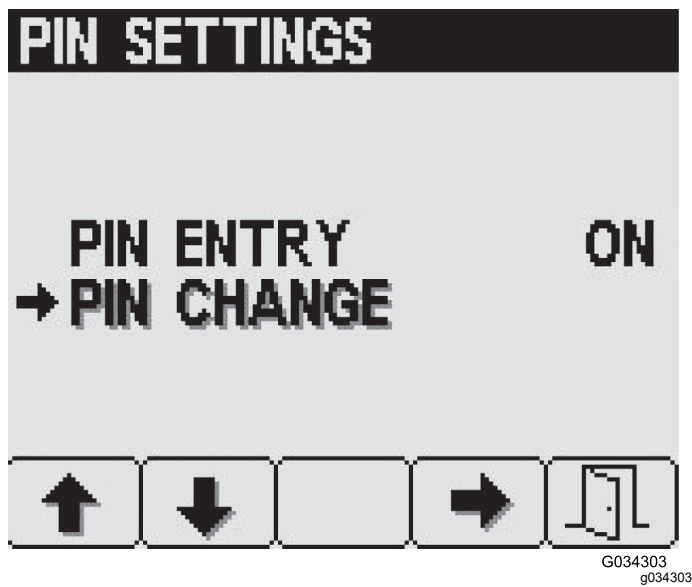 PIN SETTINGS
PIN ENTRY ON
PIN CHANGE
G034303
g034303